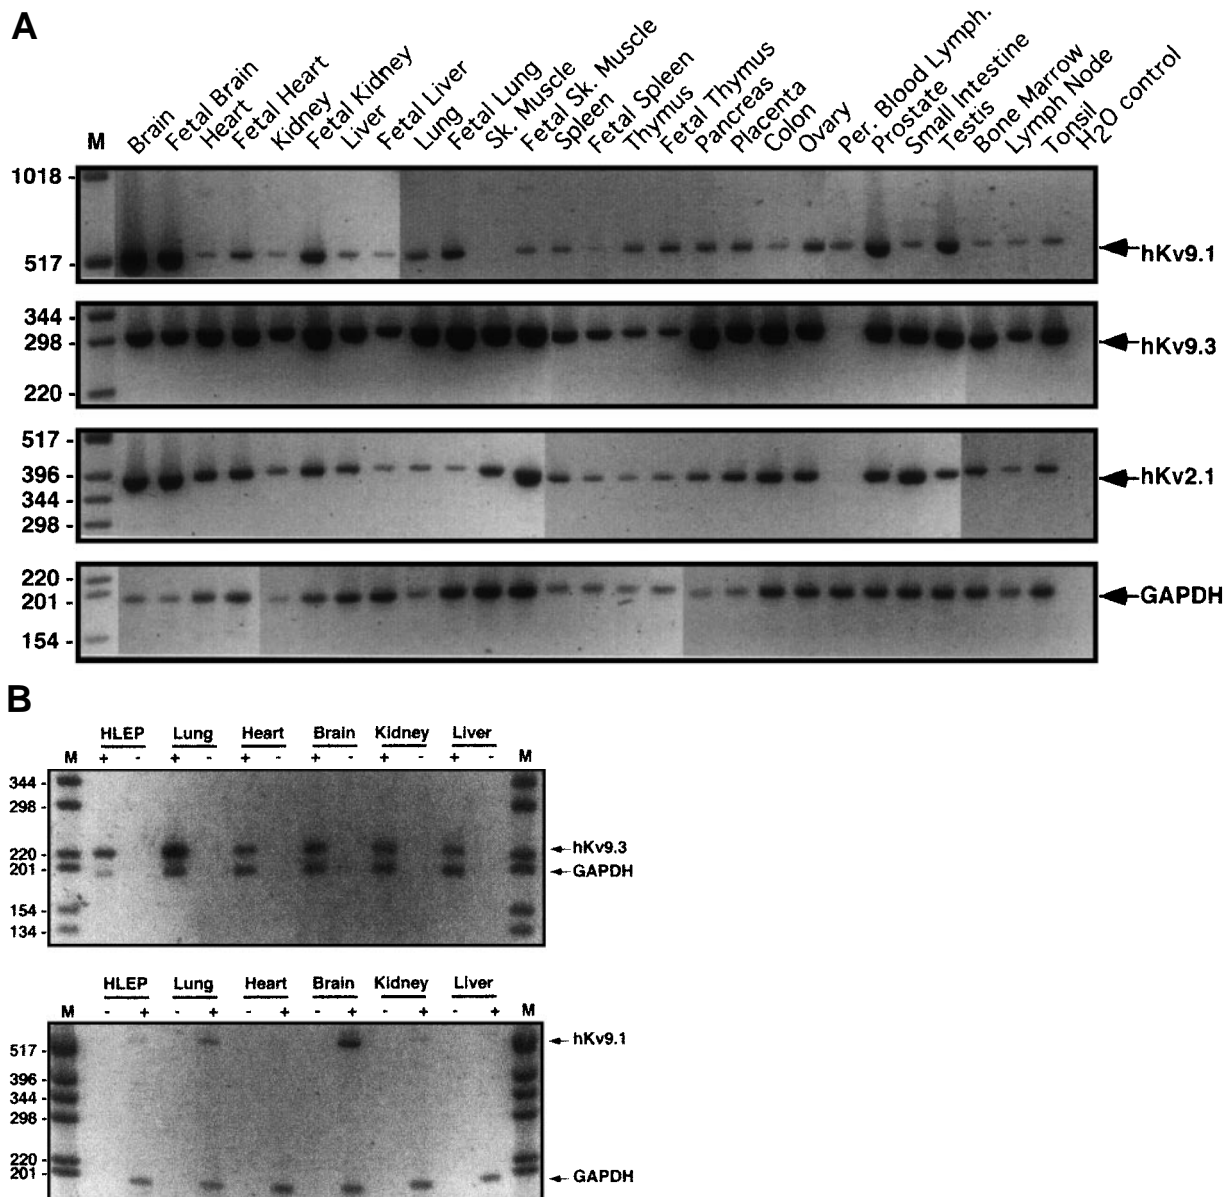 A
M Brain Fetal Brain Heart Fetal Heart Kidney Fetal Kidney Liver Fetal Liver Lung Fetal Lung Sk. Muscle Fetal Sk. Muscle Spleen Fetal Spleen Thymus Fetal Thymus Pancreas Placenta Colon Ovary Per. Blood Lymph. Prostate Small Intestine Testis Bone Marrow Lymph Node Tonsil H2O control
1018 -
517 -
hKv9.1
344 -
298 -
220 -
hKv9.3
517 -
396 -
344 -
298 -
hKv2.1
220 -
201 -
154 -
GAPDH
B
HLEP Lung Heart Brain Kidney Liver
M + - + - + - + - + - + - M
344 -
298 -
220 -
201 -
154 -
134 -
hKv9.3
GAPDH
HLEP Lung Heart Brain Kidney Liver
M - + - + - + - + - + - + M
517 -
396 -
344 -
298 -
220 -
201 -
hKv9.1
GAPDH